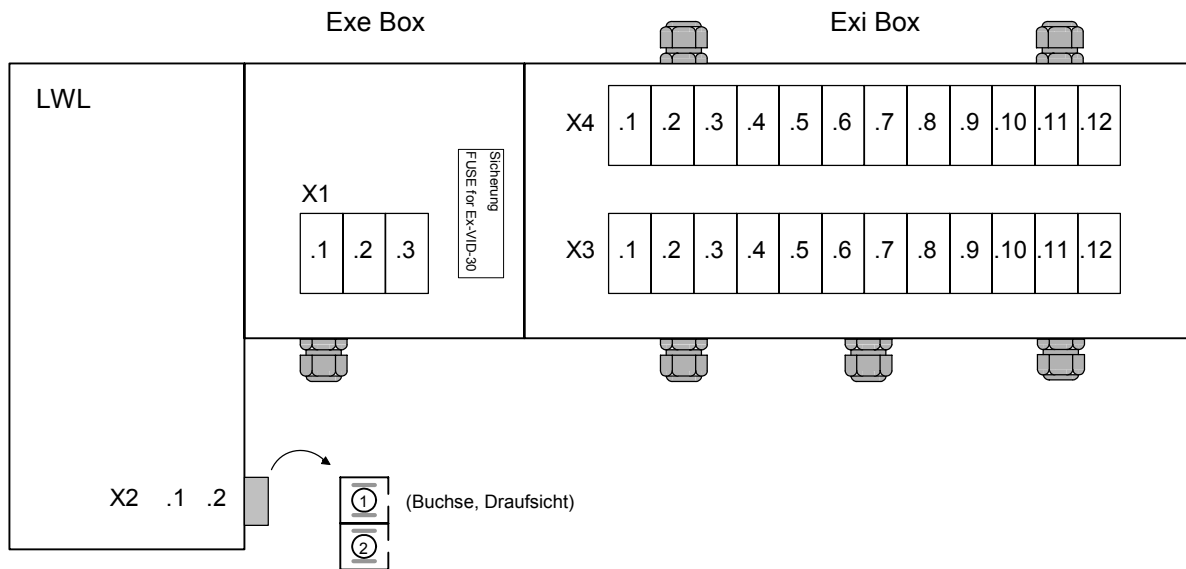 Exe Box
Exi Box
LWL
X4 .1 .2 .3 .4 .5 .6 .7 .8 .9 .10 .11 .12
Sicherung
FUSE for Ex-VID-30
X1
.1 .2 .3
X3 .1 .2 .3 .4 .5 .6 .7 .8 .9 .10 .11 .12
X2 .1 .2
1 (Buchse, Draufsicht)
2